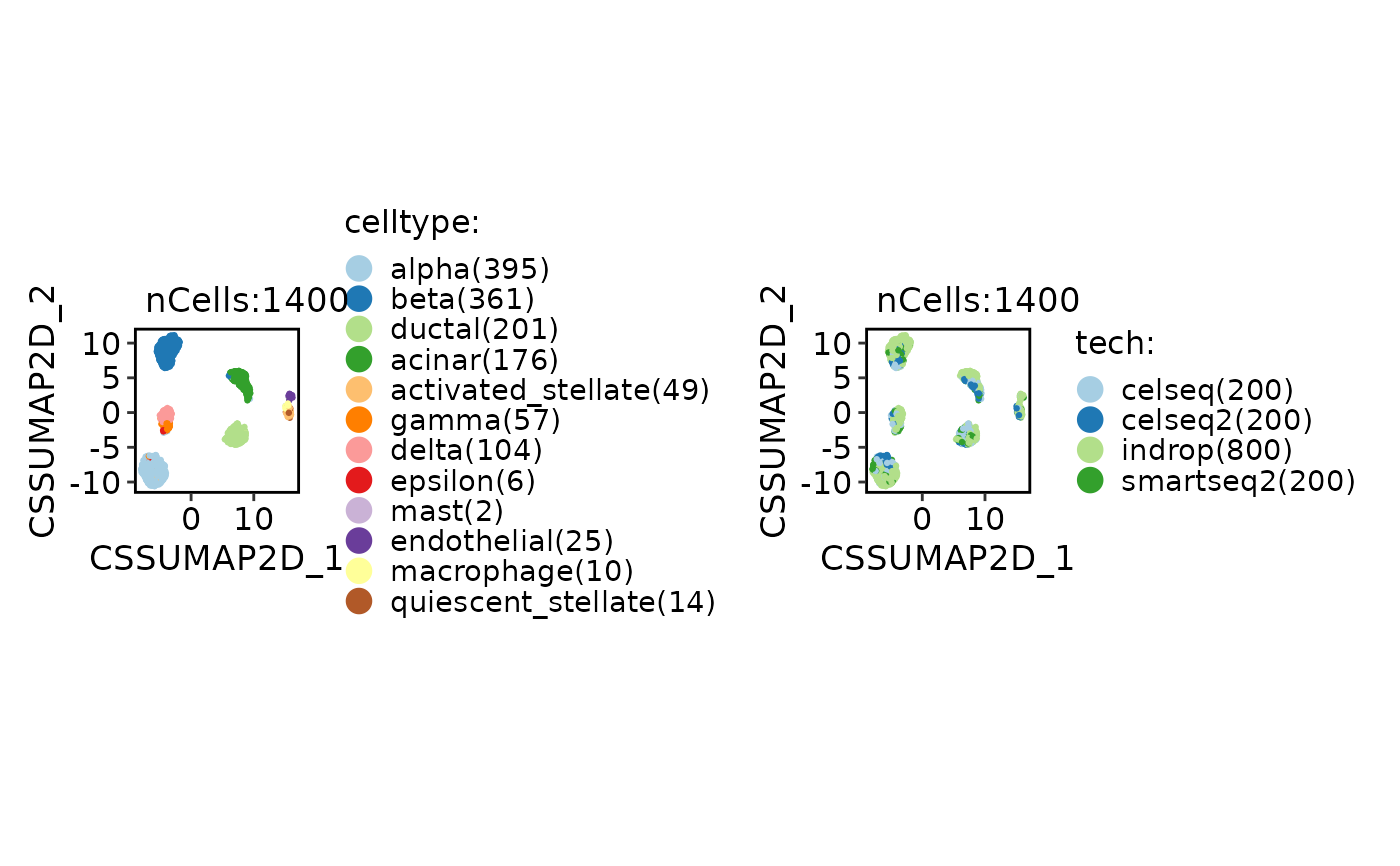 nCells:1400
CSSUMAP2D_2
10
5
0
-5
-10
0 10
CSSUMAP2D_1
celltype:
alpha(395)
beta(361)
ductal(201)
acinar(176)
activated_stellate(49)
gamma(57)
delta(104)
epsilon(6)
mast(2)
endothelial(25)
macrophage(10)
quiescent_stellate(14)
nCells:1400
CSSUMAP2D_2
10
5
0
-5
-10
0 10
CSSUMAP2D_1
tech:
celseq(200)
celseq2(200)
indrop(800)
smartseq2(200)